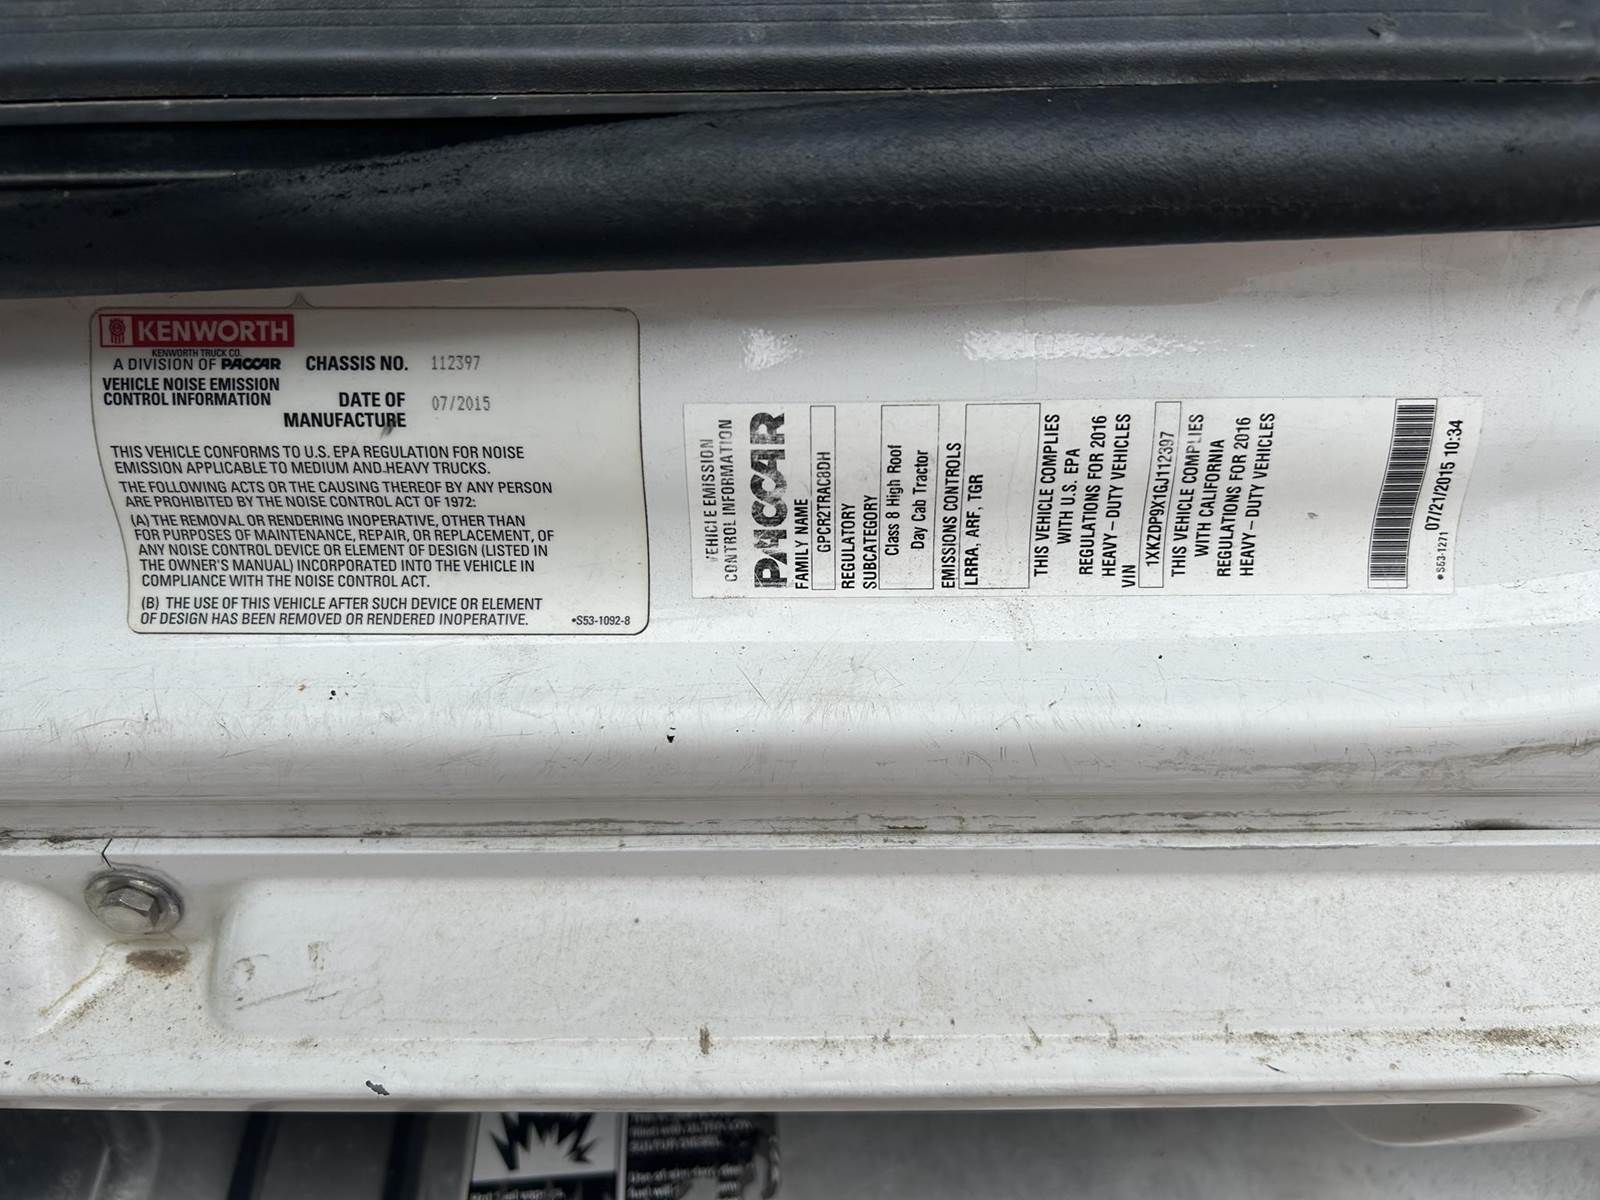 KENWORTH
KENWORTH TRUCK CO.
A DIVISION OF PACCAR
VEHICLE NOISE EMISSION
CONTROL INFORMATION
CHASSIS NO. 112397
DATE OF
MANUFACTURE 07/2015
THIS VEHICLE CONFORMS TO U.S. EPA REGULATION FOR NOISE
EMISSION APPLICABLE TO MEDIUM AND HEAVY TRUCKS.
THE FOLLOWING ACTS OR THE CAUSING THEREOF BY ANY PERSON
ARE PROHIBITED BY THE NOISE CONTROL ACT OF 1972:
(A) THE REMOVAL OR RENDERING INOPERATIVE, OTHER THAN
FOR PURPOSES OF MAINTENANCE, REPAIR, OR REPLACEMENT, OF
ANY NOISE CONTROL DEVICE OR ELEMENT OF DESIGN (LISTED IN
THE OWNER'S MANUAL) INCORPORATED INTO THE VEHICLE IN
COMPLIANCE WITH THE NOISE CONTROL ACT.
(B) THE USE OF THIS VEHICLE AFTER SUCH DEVICE OR ELEMENT
OF DESIGN HAS BEEN REMOVED OR RENDERED INOPERATIVE.
•S53-1092-8
VEHICLE EMISSION
CONTROL INFORMATION
PACCAR
FAMILY NAME
GPCR2TRAC8DH
REGULATORY
SUBCATEGORY
Class 8 High Roof
Day Cab Tractor
EMISSIONS CONTROLS
LRRA, ARF, TGR
THIS VEHICLE COMPLIES
WITH U.S. EPA
REGULATIONS FOR 2016
HEAVY – DUTY VEHICLES
VIN
1XKZDP9X1GJ112397
THIS VEHICLE COMPLIES
WITH CALIFORNIA
REGULATIONS FOR 2016
HEAVY – DUTY VEHICLES
07/21/2015 10:34
•S53-1271